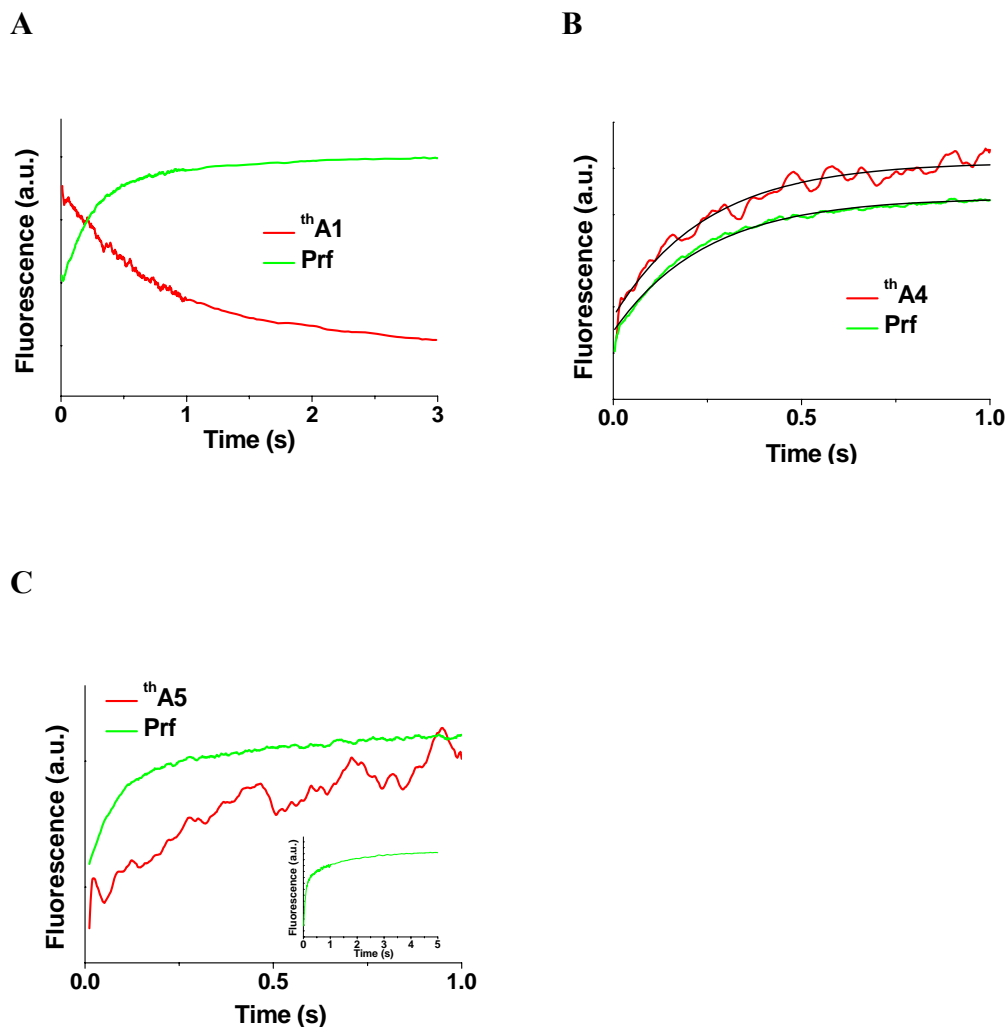 A
B
Fluorescence (a.u.)
thA1
Prf
0
1
2
3
Time (s)
Fluorescence (a.u.)
thA4
Prf
0.0
0.5
1.0
Time (s)
C
thA5
Prf
Fluorescence (a.u.)
Fluorescence (a.u.)
0
1
2
3
4
5
Time (s)
0.0
0.5
1.0
Time (s)